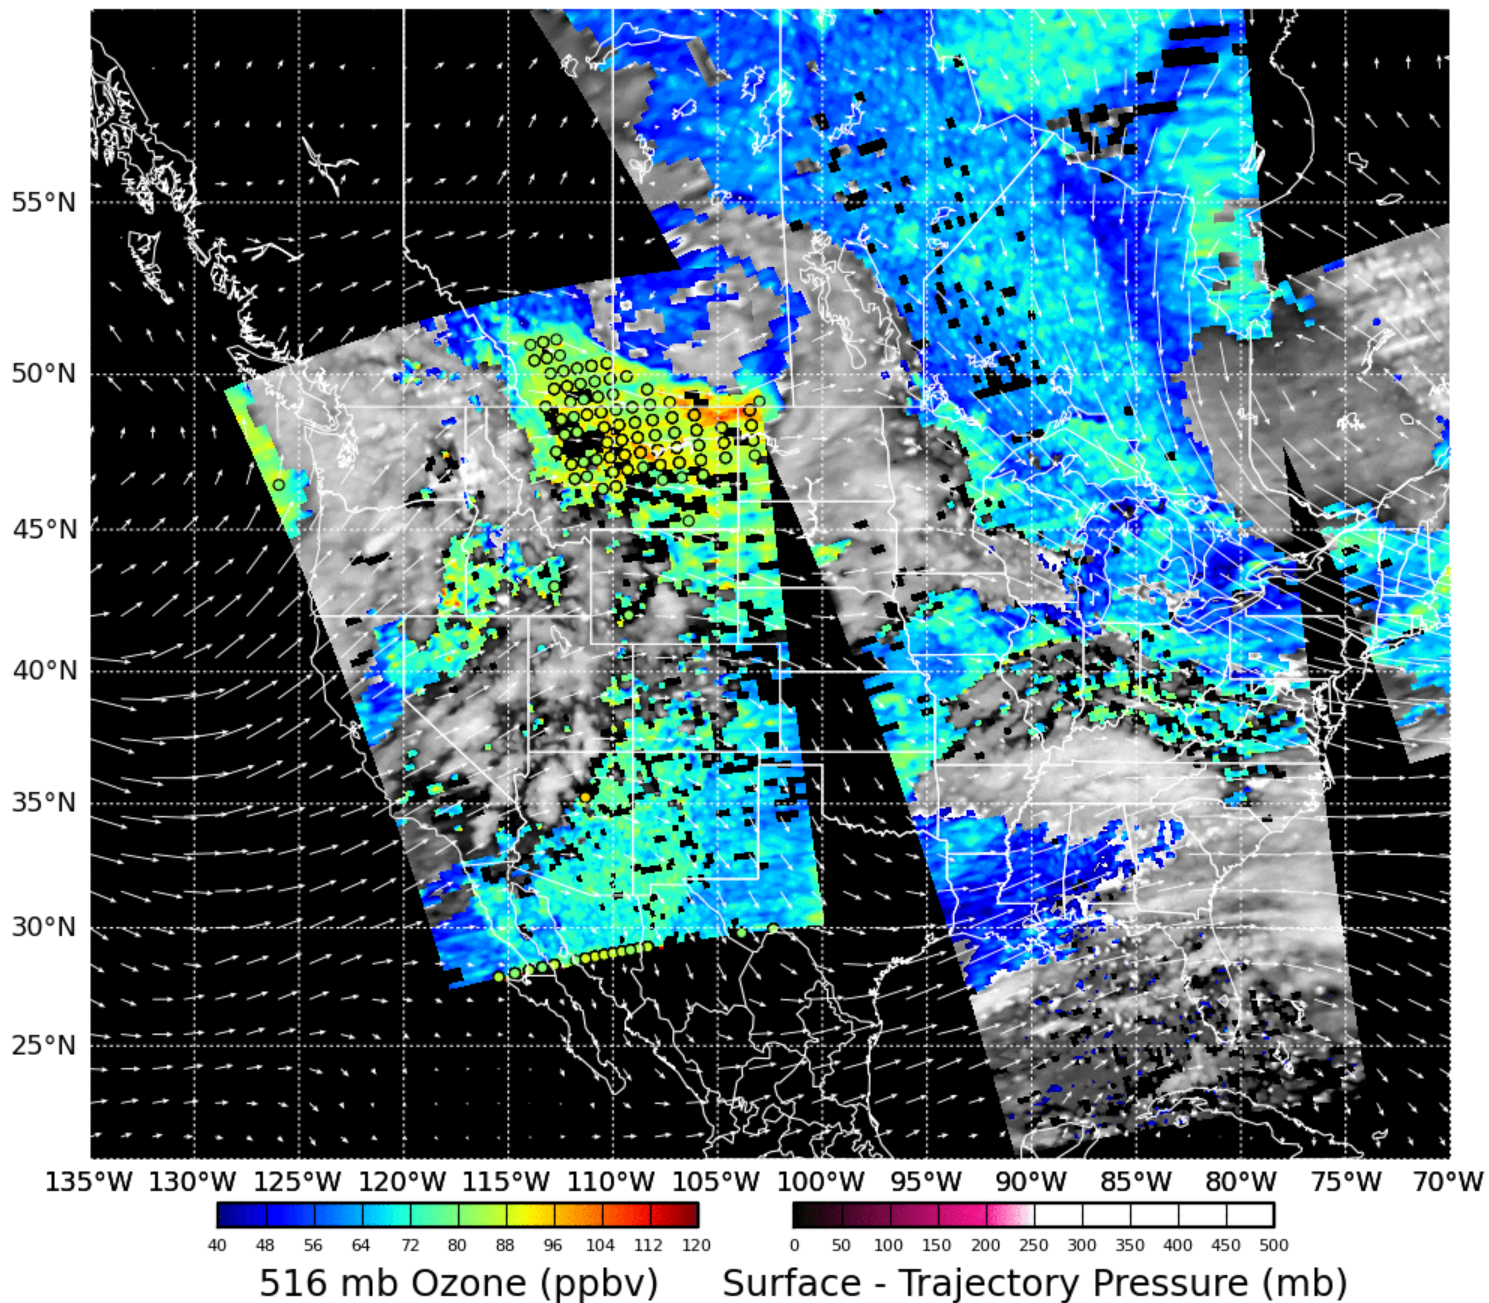 55°N
50°N
45°N
40°N
35°N
30°N
25°N
135°W 130°W 125°W 120°W 115°W 110°W 105°W 100°W 95°W 90°W 85°W 80°W 75°W 70°W
40 48 56 64 72 80 88 96 104 112 120
0 50 100 150 200 250 300 350 400 450 500
516 mb Ozone (ppbv)
Surface - Trajectory Pressure (mb)